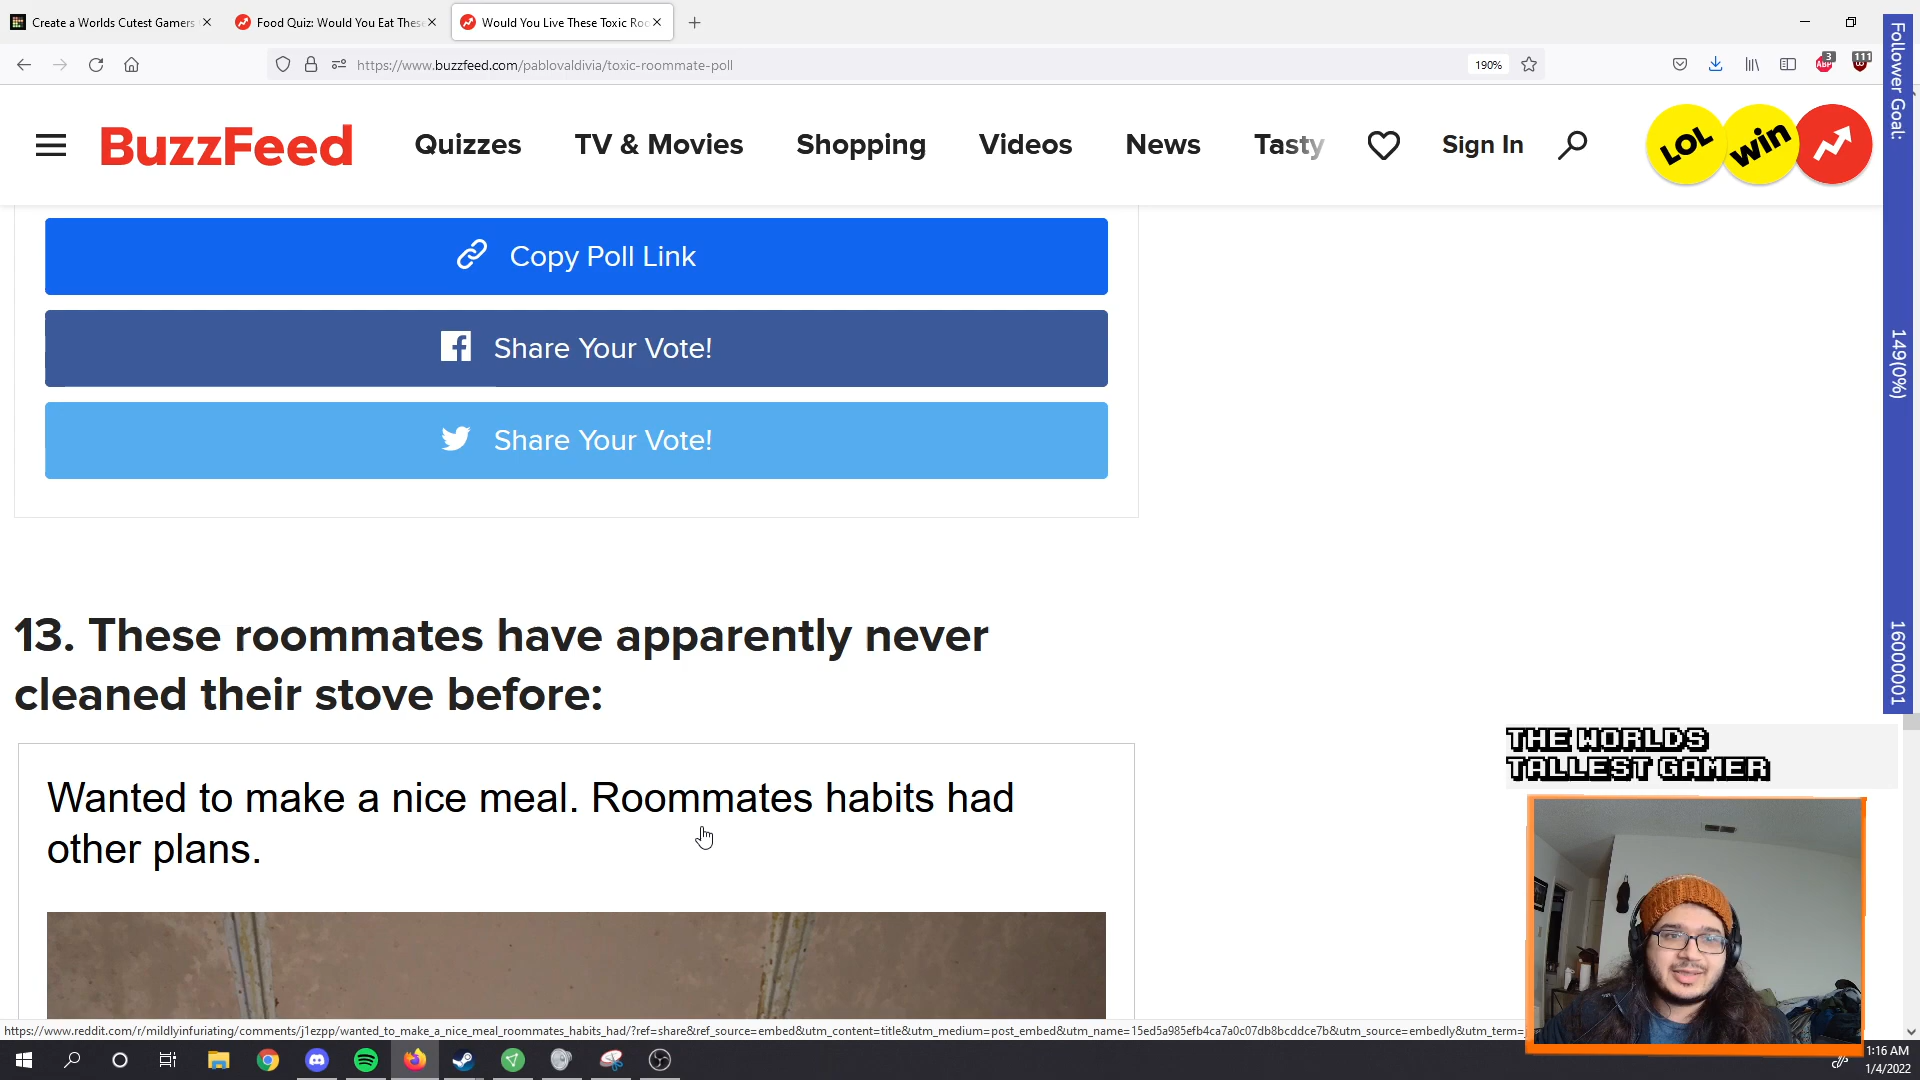 Create a Worlds Cutest Gamers
Food Quiz: Would You Eat Thes
Would You Live These Toxic Roo
https://www.buzzfeed.com/pablovaldivia/toxic-roommate-poll
190%
3
ABP
111
BuzzFeed
Quizzes
TV & Movies
Shopping
Videos
News
Tasty
Sign In
LOL
win
Follower Goal:
149(0%)
16000001
Copy Poll Link
Share Your Vote!
Share Your Vote!
13. These roommates have apparently never
cleaned their stove before:
Wanted to make a nice meal. Roommates habits had
other plans.
THE WORLDS
TALLEST GAMER
https://www.reddit.com/r/mildlyinfuriating/comments/j1ezpp/wanted_to_make_a_nice_meal_roommates_habits_had/?ref=share&ref_source=embed&utm_content=title&utm_medium=post_embed&utm_name=15ed5a985efb4ca7a0c07db8bcddce7b&utm_source=embedly&utm_term=
1:16 AM
1/4/2022